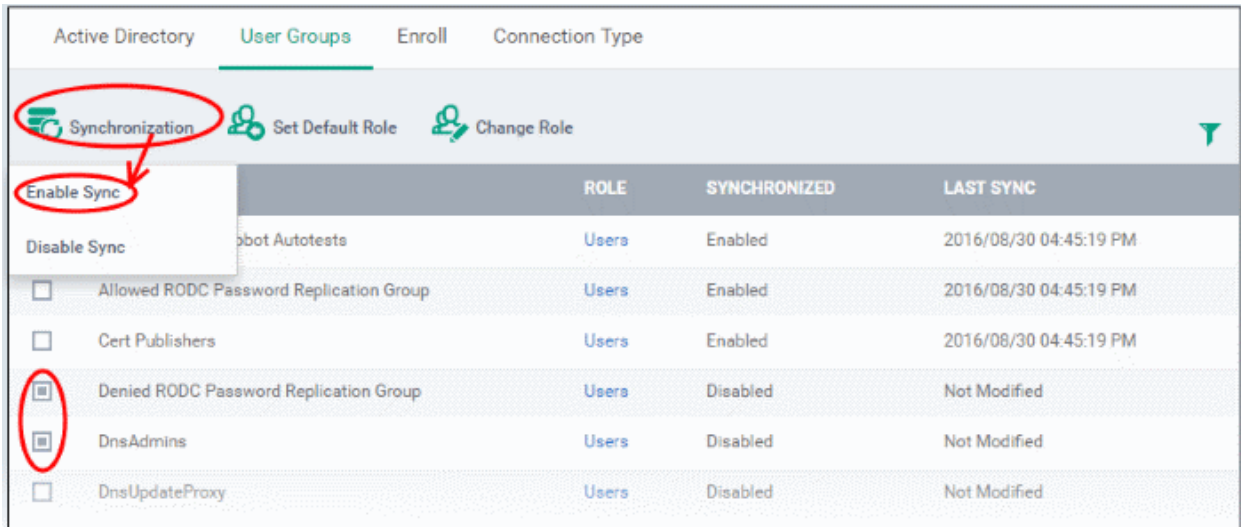 Active Directory User Groups Enroll Connection Type
Synchronization Set Default Role Change Role
Enable Sync ROLE SYNCHRONIZED LAST SYNC
Disable Sync obot Autotests Users Enabled 2016/08/30 04:45:19 PM
Allowed RODC Password Replication Group Users Enabled 2016/08/30 04:45:19 PM
Cert Publishers Users Enabled 2016/08/30 04:45:19 PM
Denied RODC Password Replication Group Users Disabled Not Modified
DnsAdmins Users Disabled Not Modified
DnsUpdateProxy Users Disabled Not Modified